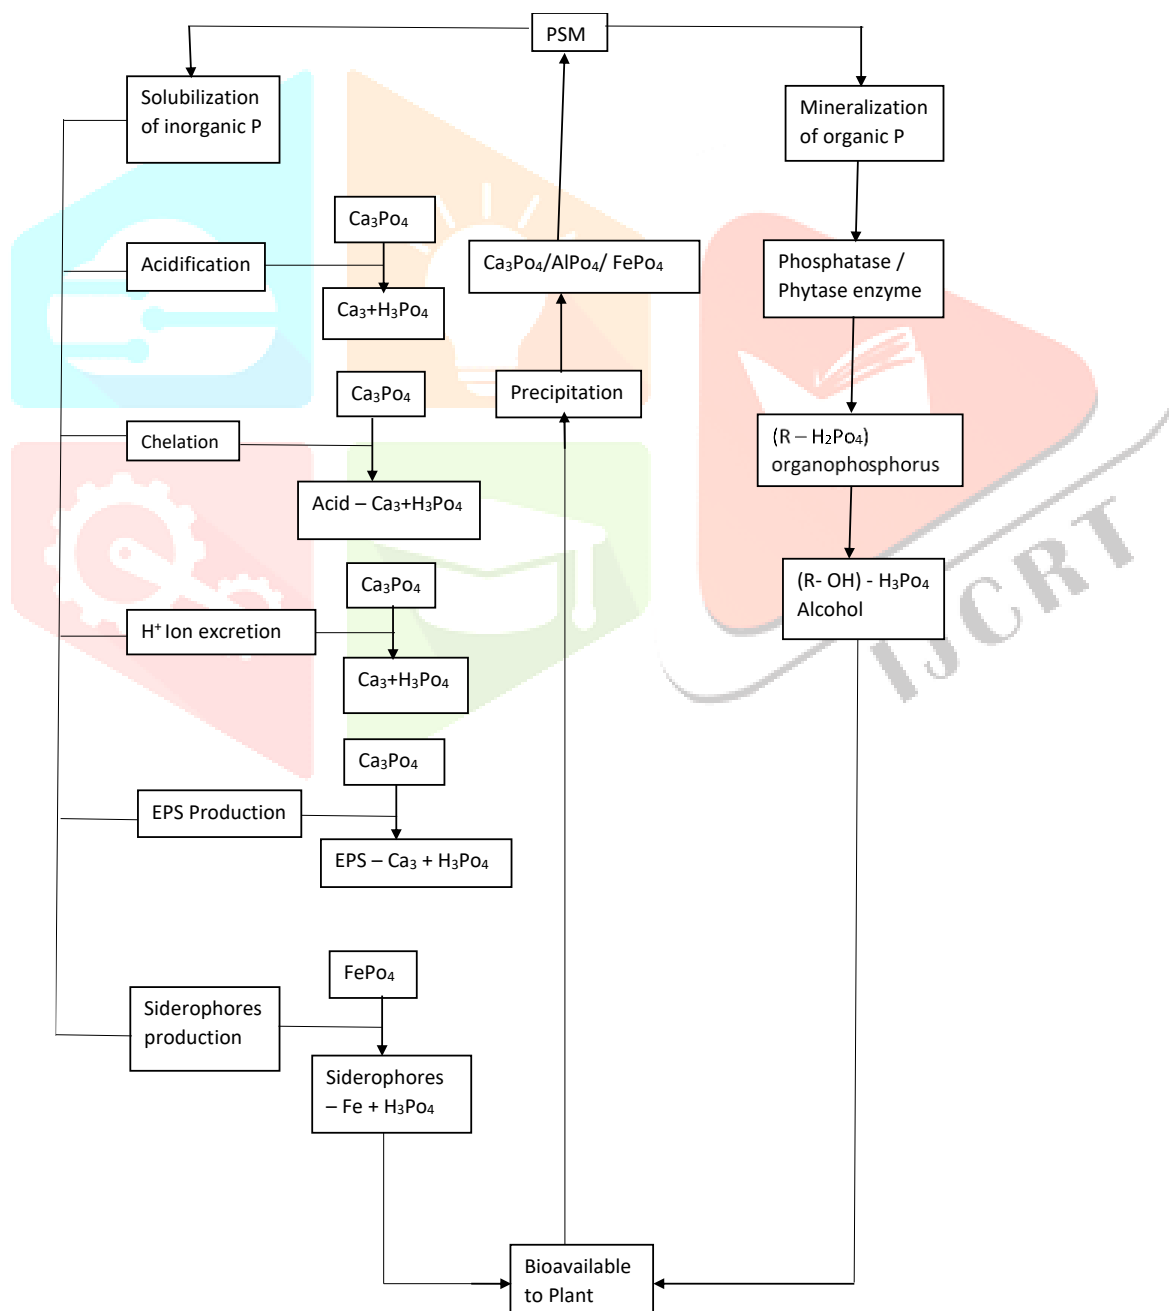 PSM
Solubilization
of inorganic P
Mineralization
of organic P
Ca₃Po₄
Acidification
Ca₃+H₃Po₄
Ca₃Po₄/AlPo₄/ FePo₄
Phosphatase /
Phytase enzyme
Ca₃Po₄
Precipitation
Chelation
Acid – Ca₃+H₃Po₄
(R – H₂Po₄)
organophosphorus
Ca₃Po₄
H⁺ Ion excretion
Ca₃+H₃Po₄
(R- OH) - H₃Po₄
Alcohol
IJCRT
Ca₃Po₄
EPS Production
EPS – Ca₃ + H₃Po₄
FePo₄
Siderophores
production
Siderophores
– Fe + H₃Po₄
Bioavailable
to Plant